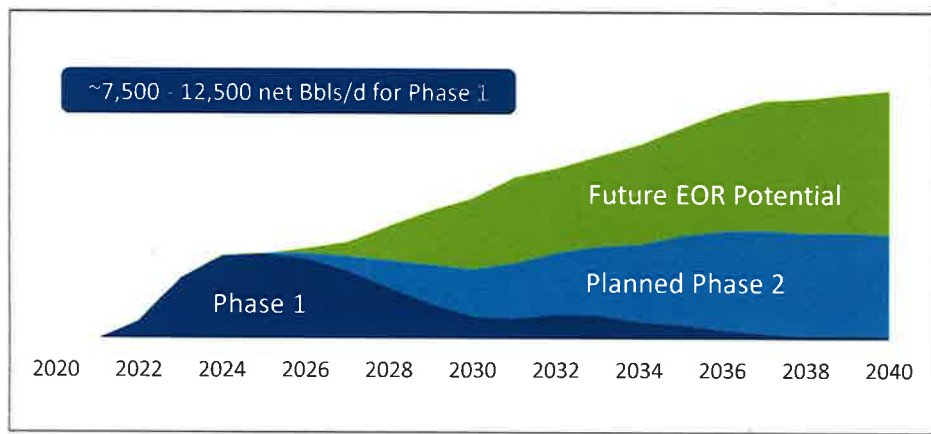 ~7,500 - 12,500 net Bbls/d for Phase 1
Future EOR Potential
Planned Phase 2
Phase 1
2020 2022 2024 2026 2028 2030 2032 2034 2036 2038 2040